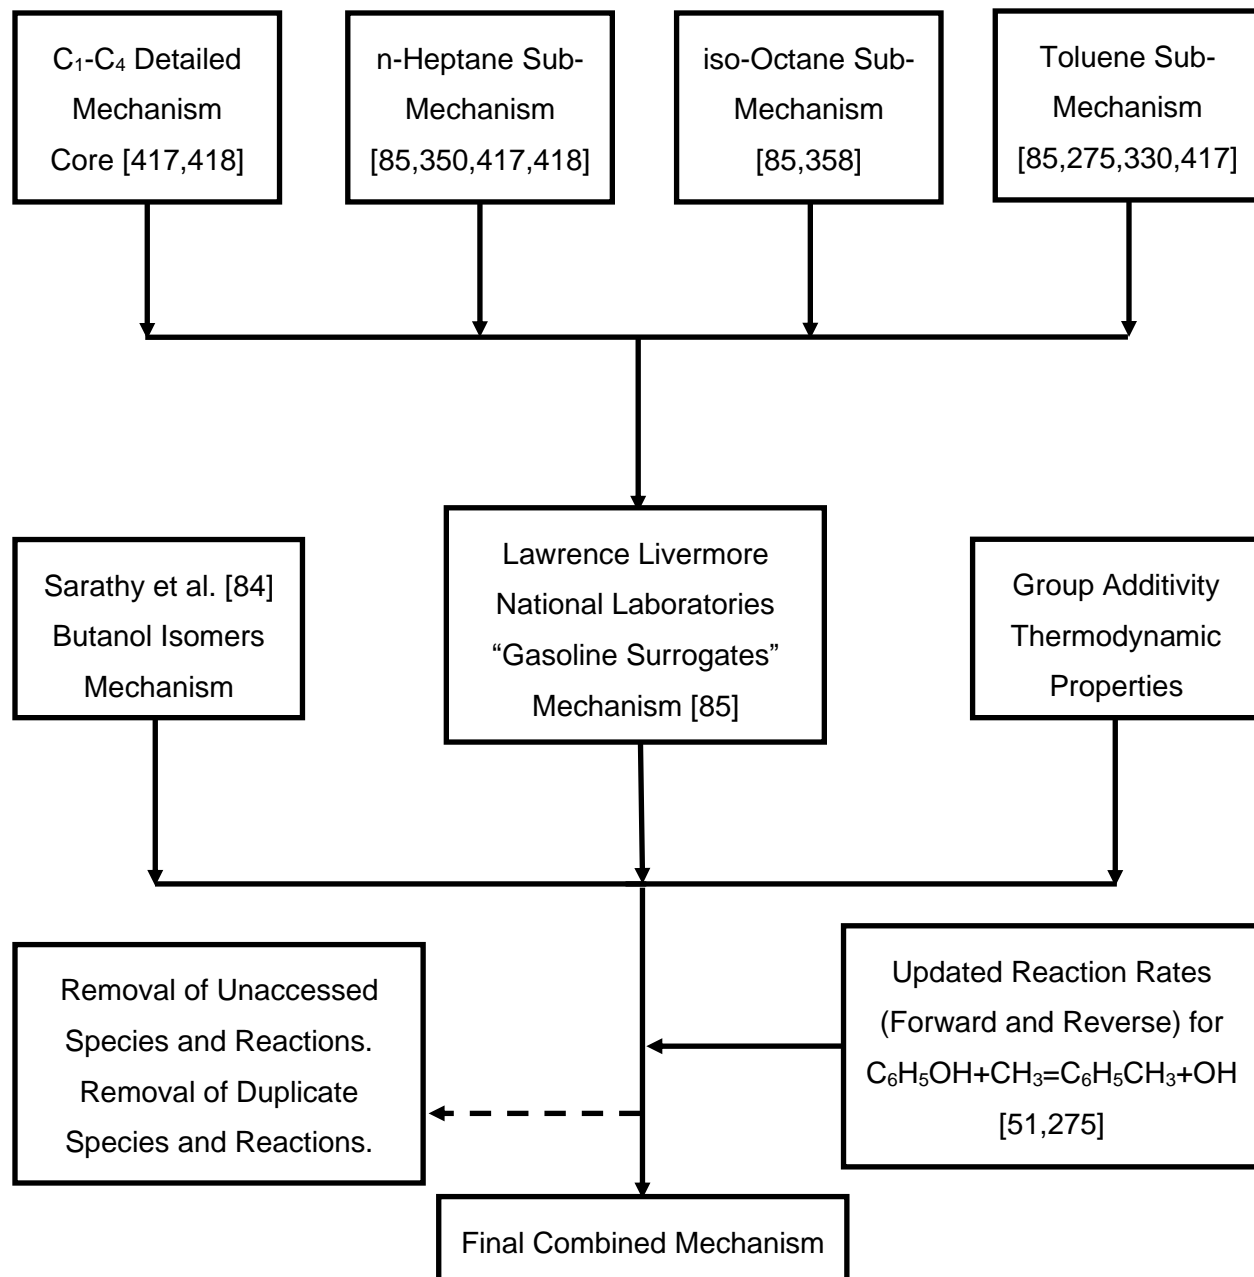 C₁-C₄ Detailed
Mechanism
Core [417,418]
n-Heptane Sub-
Mechanism
[85,350,417,418]
iso-Octane Sub-
Mechanism
[85,358]
Toluene Sub-
Mechanism
[85,275,330,417]
Sarathy et al. [84]
Butanol Isomers
Mechanism
Lawrence Livermore
National Laboratories
“Gasoline Surrogates”
Mechanism [85]
Group Additivity
Thermodynamic
Properties
Removal of Unaccessed
Species and Reactions.
Removal of Duplicate
Species and Reactions.
Updated Reaction Rates
(Forward and Reverse) for
C₆H₅OH+CH₃=C₆H₅CH₃+OH
[51,275]
Final Combined Mechanism